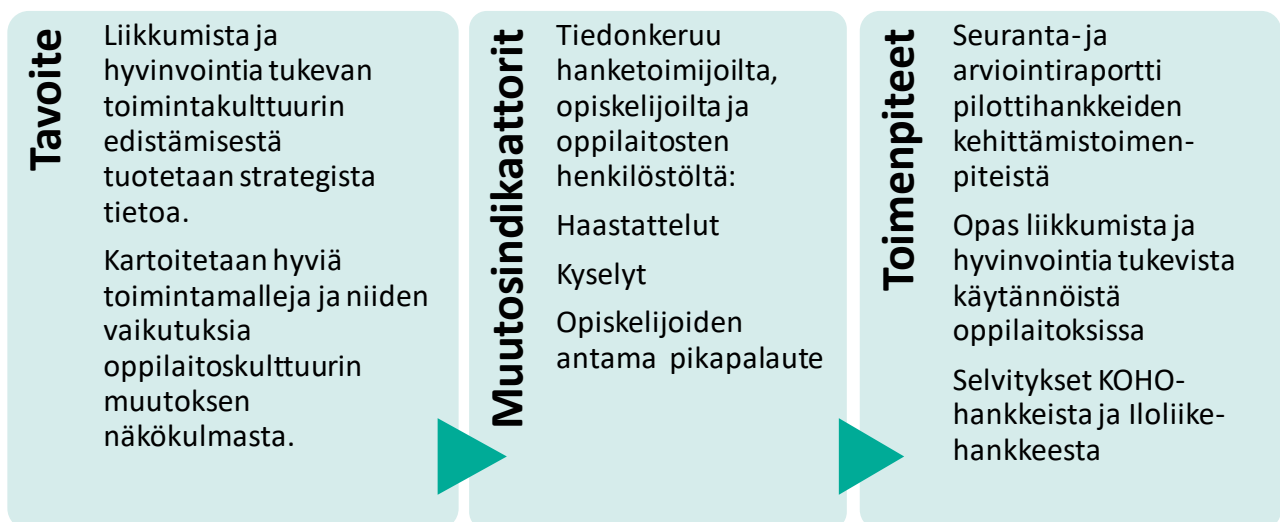 Tavoite
Liikkumista ja
hyvinvointia tukevan
toimintakulttuurin
edistämisestä
tuotetaan strategista
tietoa.
Kartoitetaan hyviä
toimintamalleja ja niiden
vaikutuksia
oppilaitoskulttuurin
muutoksen
näkökulmasta.
Muutosindikaattorit
Tiedonkeruu
hanketoimijoilta,
opiskelijoilta ja
oppilaitosten
henkilöstöltä:
Haastattelut
Kyselyt
Opiskelijoiden
antama pikapalaute
Toimenpiteet
Seuranta- ja
arviointiraportti
pilottihankkeiden
kehittämistoimen-
piteistä
Opas liikkumista ja
hyvinvointia tukevista
käytännöistä
oppilaitoksissa
Selvitykset KOHO-
hankkeista ja Iloliike-
hankkeesta